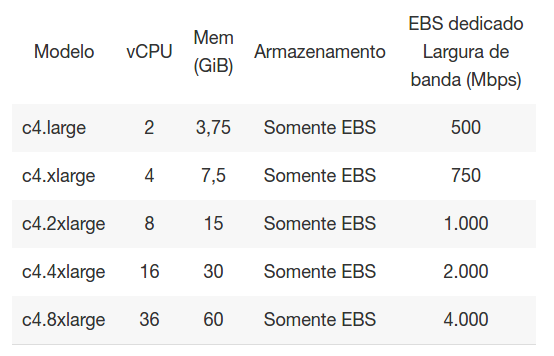 Modelo vCPU Mem (GiB) Armazenamento EBS dedicado Largura de banda (Mbps)
c4.large 2 3,75 Somente EBS 500
c4.xlarge 4 7,5 Somente EBS 750
c4.2xlarge 8 15 Somente EBS 1.000
c4.4xlarge 16 30 Somente EBS 2.000
c4.8xlarge 36 60 Somente EBS 4.000